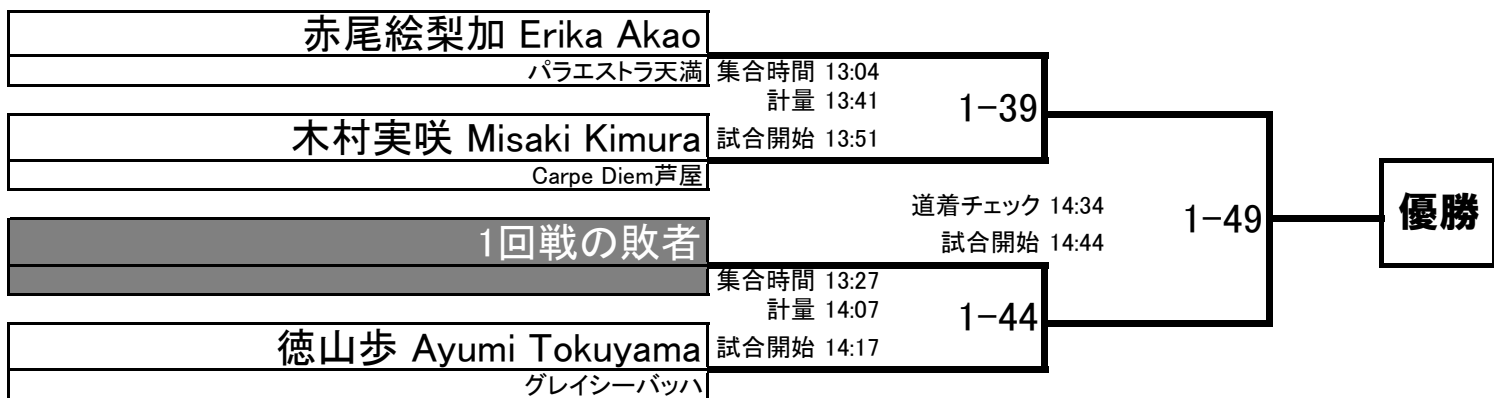 赤尾絵梨加 Erika Akao
パラエストラ天満
集合時間 13:04
計量 13:41
1-39
木村実咲 Misaki Kimura
試合開始 13:51
Carpe Diem芦屋
道着チェック 14:34
1-49
優勝
1回戦の敗者
試合開始 14:44
集合時間 13:27
計量 14:07
1-44
徳山歩 Ayumi Tokuyama
試合開始 14:17
グレイシーバッハ